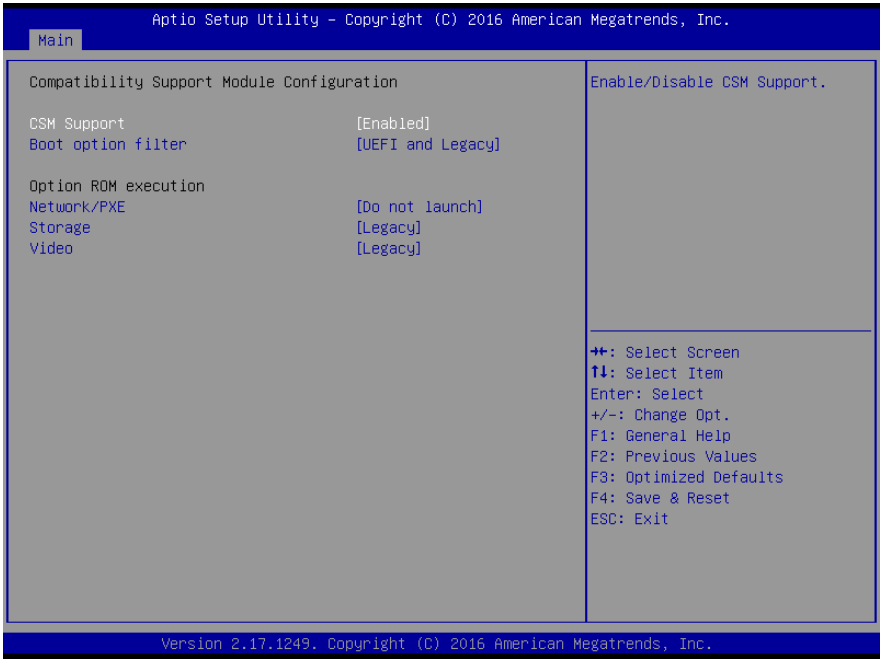 Aptio Setup Utility – Copyright (C) 2016 American Megatrends, Inc.
Main
Compatibility Support Module Configuration
CSM Support [Enabled]
Boot option filter [UEFI and Legacy]
Option ROM execution
Network/PXE [Do not launch]
Storage [Legacy]
Video [Legacy]
Enable/Disable CSM Support.
→←: Select Screen
↑↓: Select Item
Enter: Select
+/-: Change Opt.
F1: General Help
F2: Previous Values
F3: Optimized Defaults
F4: Save & Reset
ESC: Exit
Version 2.17.1249. Copyright (C) 2016 American Megatrends, Inc.